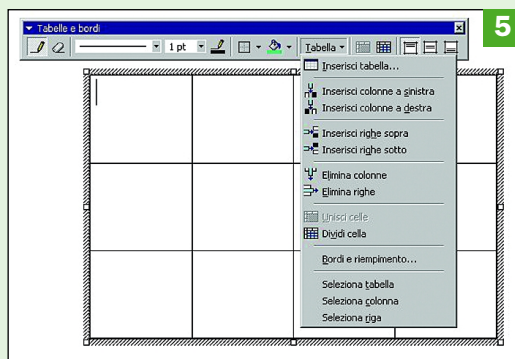 Tabelle e bordi
5
1 pt
Tabella
Inserisci tabella...
Inserisci colonne a sinistra
Inserisci colonne a destra
Inserisci righe sopra
Inserisci righe sotto
Elimina colonne
Elimina righe
Unisci celle
Dividi cella
Bordi e riempimento...
Seleziona tabella
Seleziona colonna
Seleziona riga